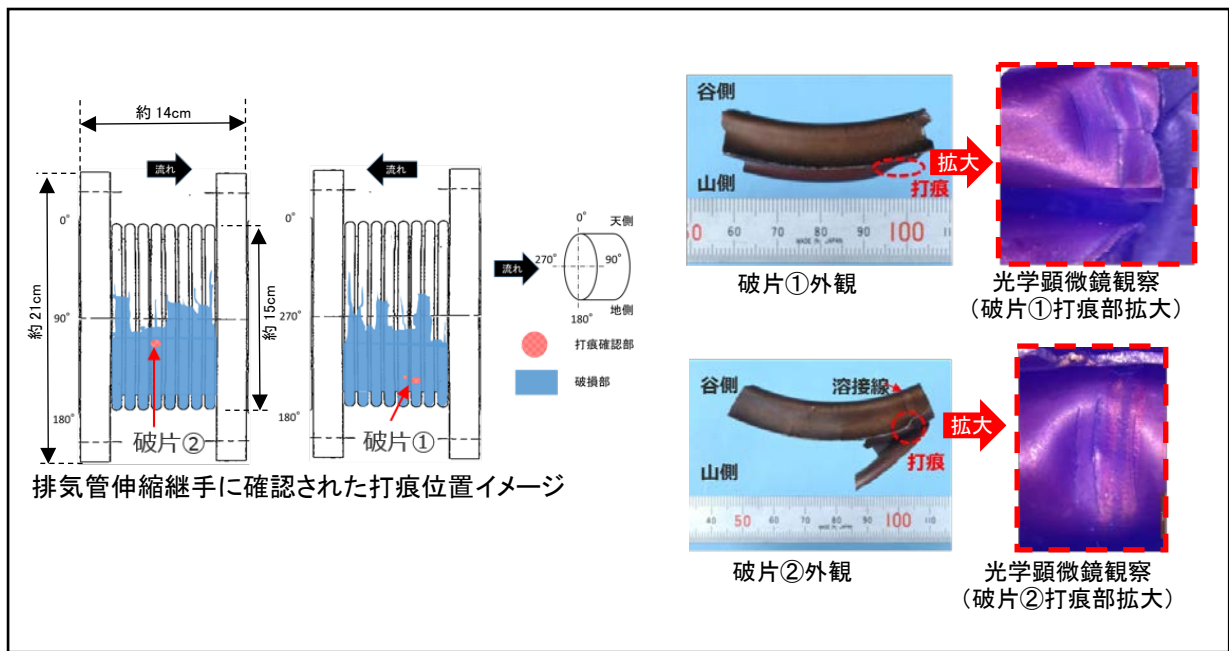 約 14cm
流れ
流れ
約 21cm
0°
90°
180°
約 15cm
0°
270°
180°
破片②
破片①
流れ
0°
天側
270°
90°
地側
180°
打痕確認部
破損部
排気管伸縮継手に確認された打痕位置イメージ
谷側
山側
打痕
50 60 70 80 90 100
MADE IN JAPAN
拡大
破片①外観
光学顕微鏡観察
（破片①打痕部拡大）
谷側
溶接線
山側
打痕
40 50 60 70 80 90 100 110
MADE IN JAPAN
拡大
破片②外観
光学顕微鏡観察
（破片②打痕部拡大）